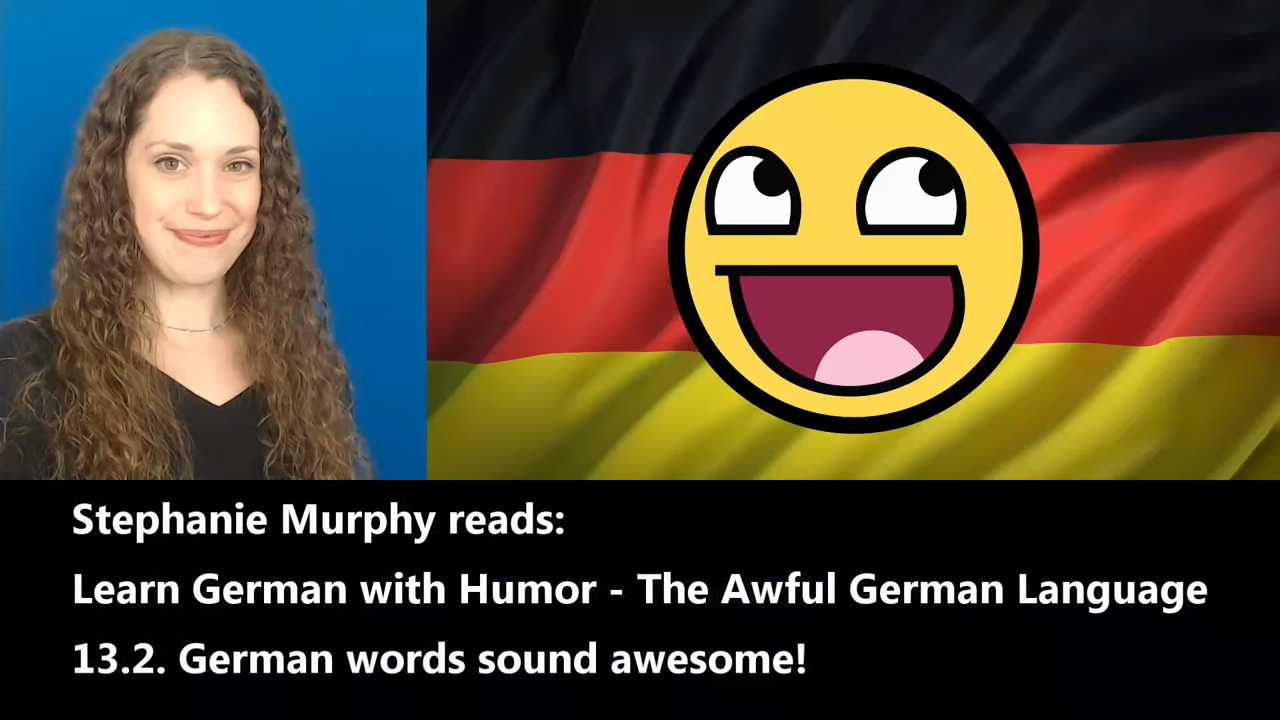 Stephanie Murphy reads:
Learn German with Humor - The Awful German Language
13.2. German words sound awesome!